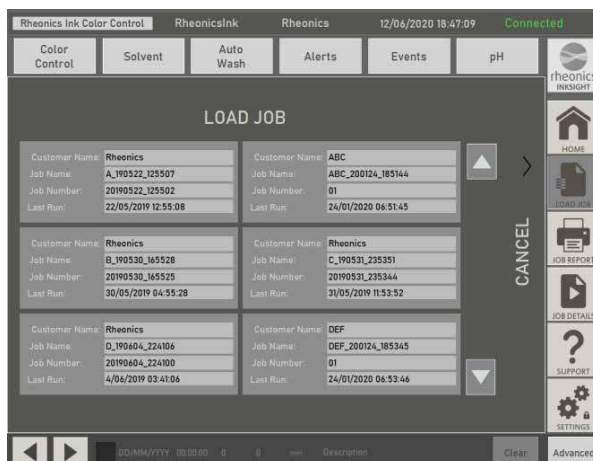 Rheonics Ink Color Control RheonicsInk Rheonics 12/06/2020 18:47:09 Connected
Color Control Solvent Auto Wash Alerts Events pH
rheonics
INKSIGHT
LOAD JOB
Customer Name: Rheonics
Job Name: A_190522_125507
Job Number: 20190522_125502
Last Run: 22/05/2019 12:55:08
Customer Name: ABC
Job Name: ABC_200124_185144
Job Number: 01
Last Run: 24/01/2020 06:51:45
Customer Name: Rheonics
Job Name: B_190530_165528
Job Number: 20190530_165525
Last Run: 30/05/2019 04:55:28
Customer Name: Rheonics
Job Name: C_190531_235351
Job Number: 20190531_235344
Last Run: 31/05/2019 11:53:52
Customer Name: Rheonics
Job Name: D_190604_224106
Job Number: 20190604_224100
Last Run: 4/06/2019 03:41:06
Customer Name: DEF
Job Name: DEF_200124_185345
Job Number: 01
Last Run: 24/01/2020 06:53:46
CANCEL
HOME
LOAD JOB
JOB REPORT
JOB DETAILS
SUPPORT
SETTINGS
DD/MM/YYYY 00:00:00 0 0 Description Clear Advanced